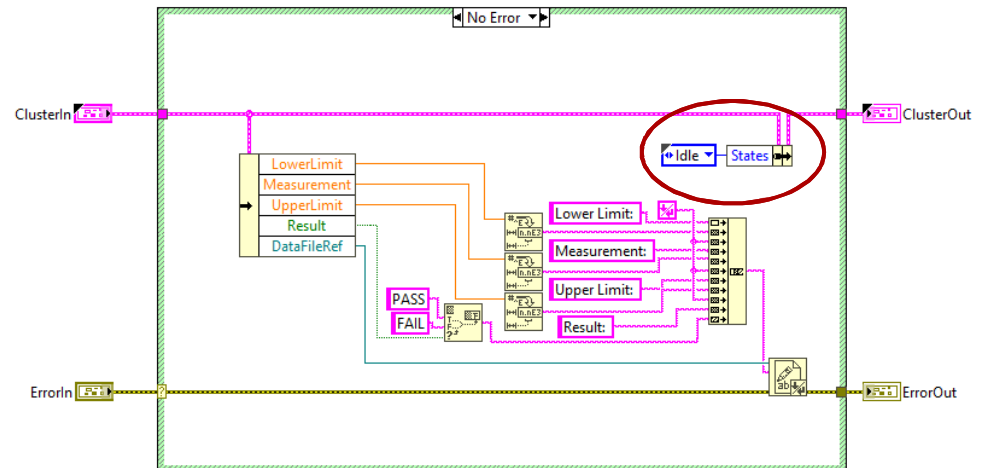 No Error
ClusterIn
ClusterOut
Idle
States
LowerLimit
Measurement
UpperLimit
Result
DataFileRef
Lower Limit:
Measurement:
Upper Limit:
PASS
FAIL
Result:
ErrorIn
ErrorOut